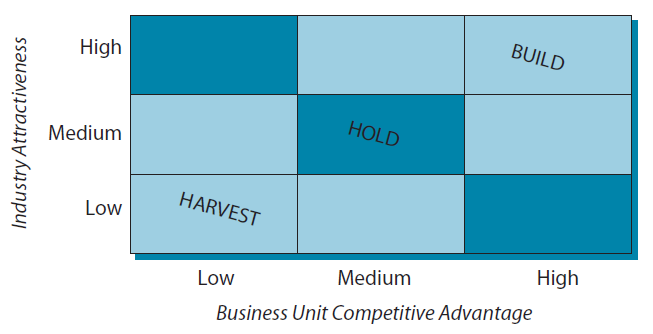 Industry Attractiveness
High
BUILD
Medium
HOLD
Low
HARVEST
Low
Medium
High
Business Unit Competitive Advantage